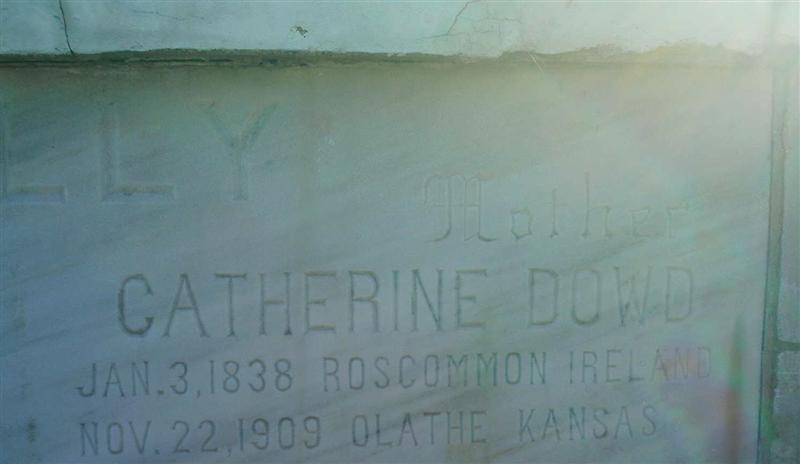 LLY
Mother
CATHERINE DOWD
JAN. 3, 1838 ROSCOMMON IRELAND
NOV. 22, 1909 OLATHE KANSAS